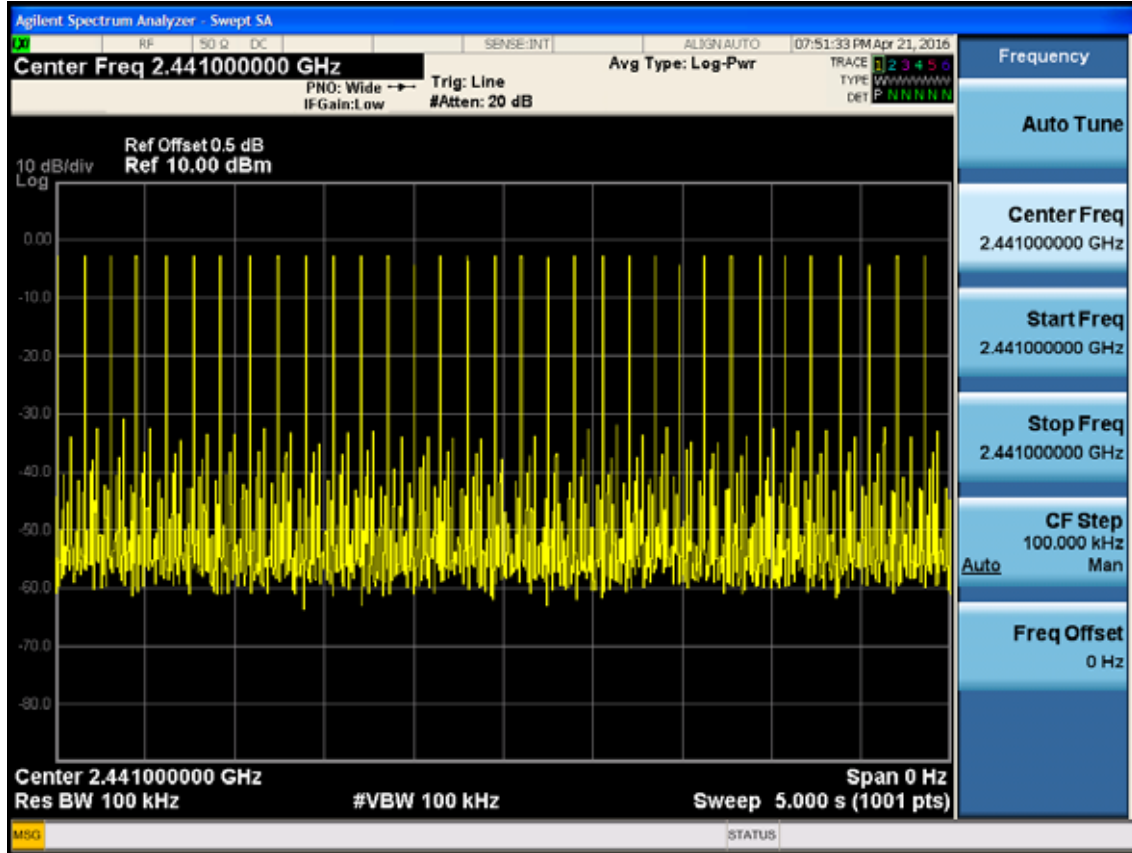 Agilent Spectrum Analyzer - Swept SA
LXI RF 50 Ω DC SENSE:INT ALIGN AUTO 07:51:33 PM Apr 21, 2016
Center Freq 2.441000000 GHz
PNO: Wide
IFGain:Low
Trig: Line
#Atten: 20 dB
Avg Type: Log-Pwr
TRACE 1 2 3 4 5 6
TYPE WWWWWW
DET P N N N N N
Ref Offset 0.5 dB
10 dB/div Ref 10.00 dBm
Log
0.00
-10.0
-20.0
-30.0
-40.0
-50.0
-60.0
-70.0
-80.0
Center 2.441000000 GHz Span 0 Hz
Res BW 100 kHz #VBW 100 kHz Sweep 5.000 s (1001 pts)
MSG STATUS
Frequency
Auto Tune
Center Freq
2.441000000 GHz
Start Freq
2.441000000 GHz
Stop Freq
2.441000000 GHz
CF Step
100.000 kHz
Auto Man
Freq Offset
0 Hz